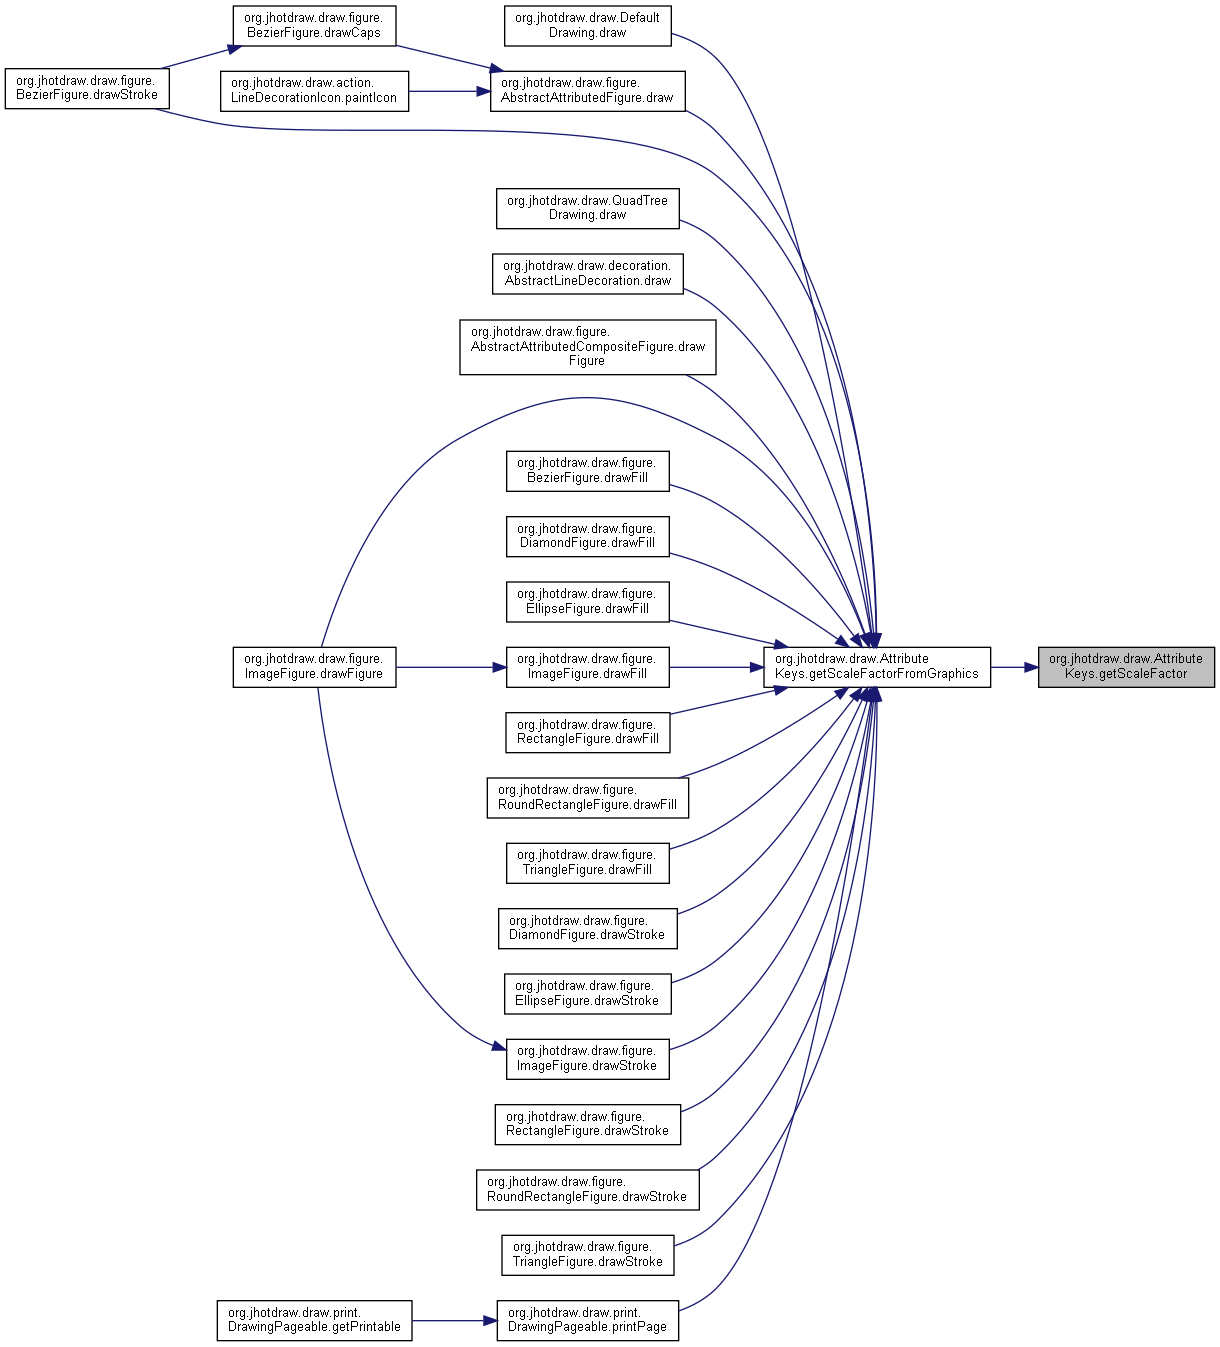 org.jhotdraw.draw.figure.
BezierFigure.drawCaps
org.jhotdraw.draw.Default
Drawing.draw
org.jhotdraw.draw.figure.
BezierFigure.drawStroke
org.jhotdraw.draw.action.
LineDecorationIcon.paintIcon
org.jhotdraw.draw.figure.
AbstractAttributedFigure.draw
org.jhotdraw.draw.QuadTree
Drawing.draw
org.jhotdraw.draw.decoration.
AbstractLineDecoration.draw
org.jhotdraw.draw.figure.
AbstractAttributedCompositeFigure.draw
Figure
org.jhotdraw.draw.figure.
BezierFigure.drawFill
org.jhotdraw.draw.figure.
DiamondFigure.drawFill
org.jhotdraw.draw.figure.
EllipseFigure.drawFill
org.jhotdraw.draw.figure.
ImageFigure.drawFigure
org.jhotdraw.draw.figure.
ImageFigure.drawFill
org.jhotdraw.draw.Attribute
Keys.getScaleFactorFromGraphics
org.jhotdraw.draw.Attribute
Keys.getScaleFactor
org.jhotdraw.draw.figure.
RectangleFigure.drawFill
org.jhotdraw.draw.figure.
RoundRectangleFigure.drawFill
org.jhotdraw.draw.figure.
TriangleFigure.drawFill
org.jhotdraw.draw.figure.
DiamondFigure.drawStroke
org.jhotdraw.draw.figure.
EllipseFigure.drawStroke
org.jhotdraw.draw.figure.
ImageFigure.drawStroke
org.jhotdraw.draw.figure.
RectangleFigure.drawStroke
org.jhotdraw.draw.figure.
RoundRectangleFigure.drawStroke
org.jhotdraw.draw.figure.
TriangleFigure.drawStroke
org.jhotdraw.draw.print.
DrawingPageable.getPrintable
org.jhotdraw.draw.print.
DrawingPageable.printPage